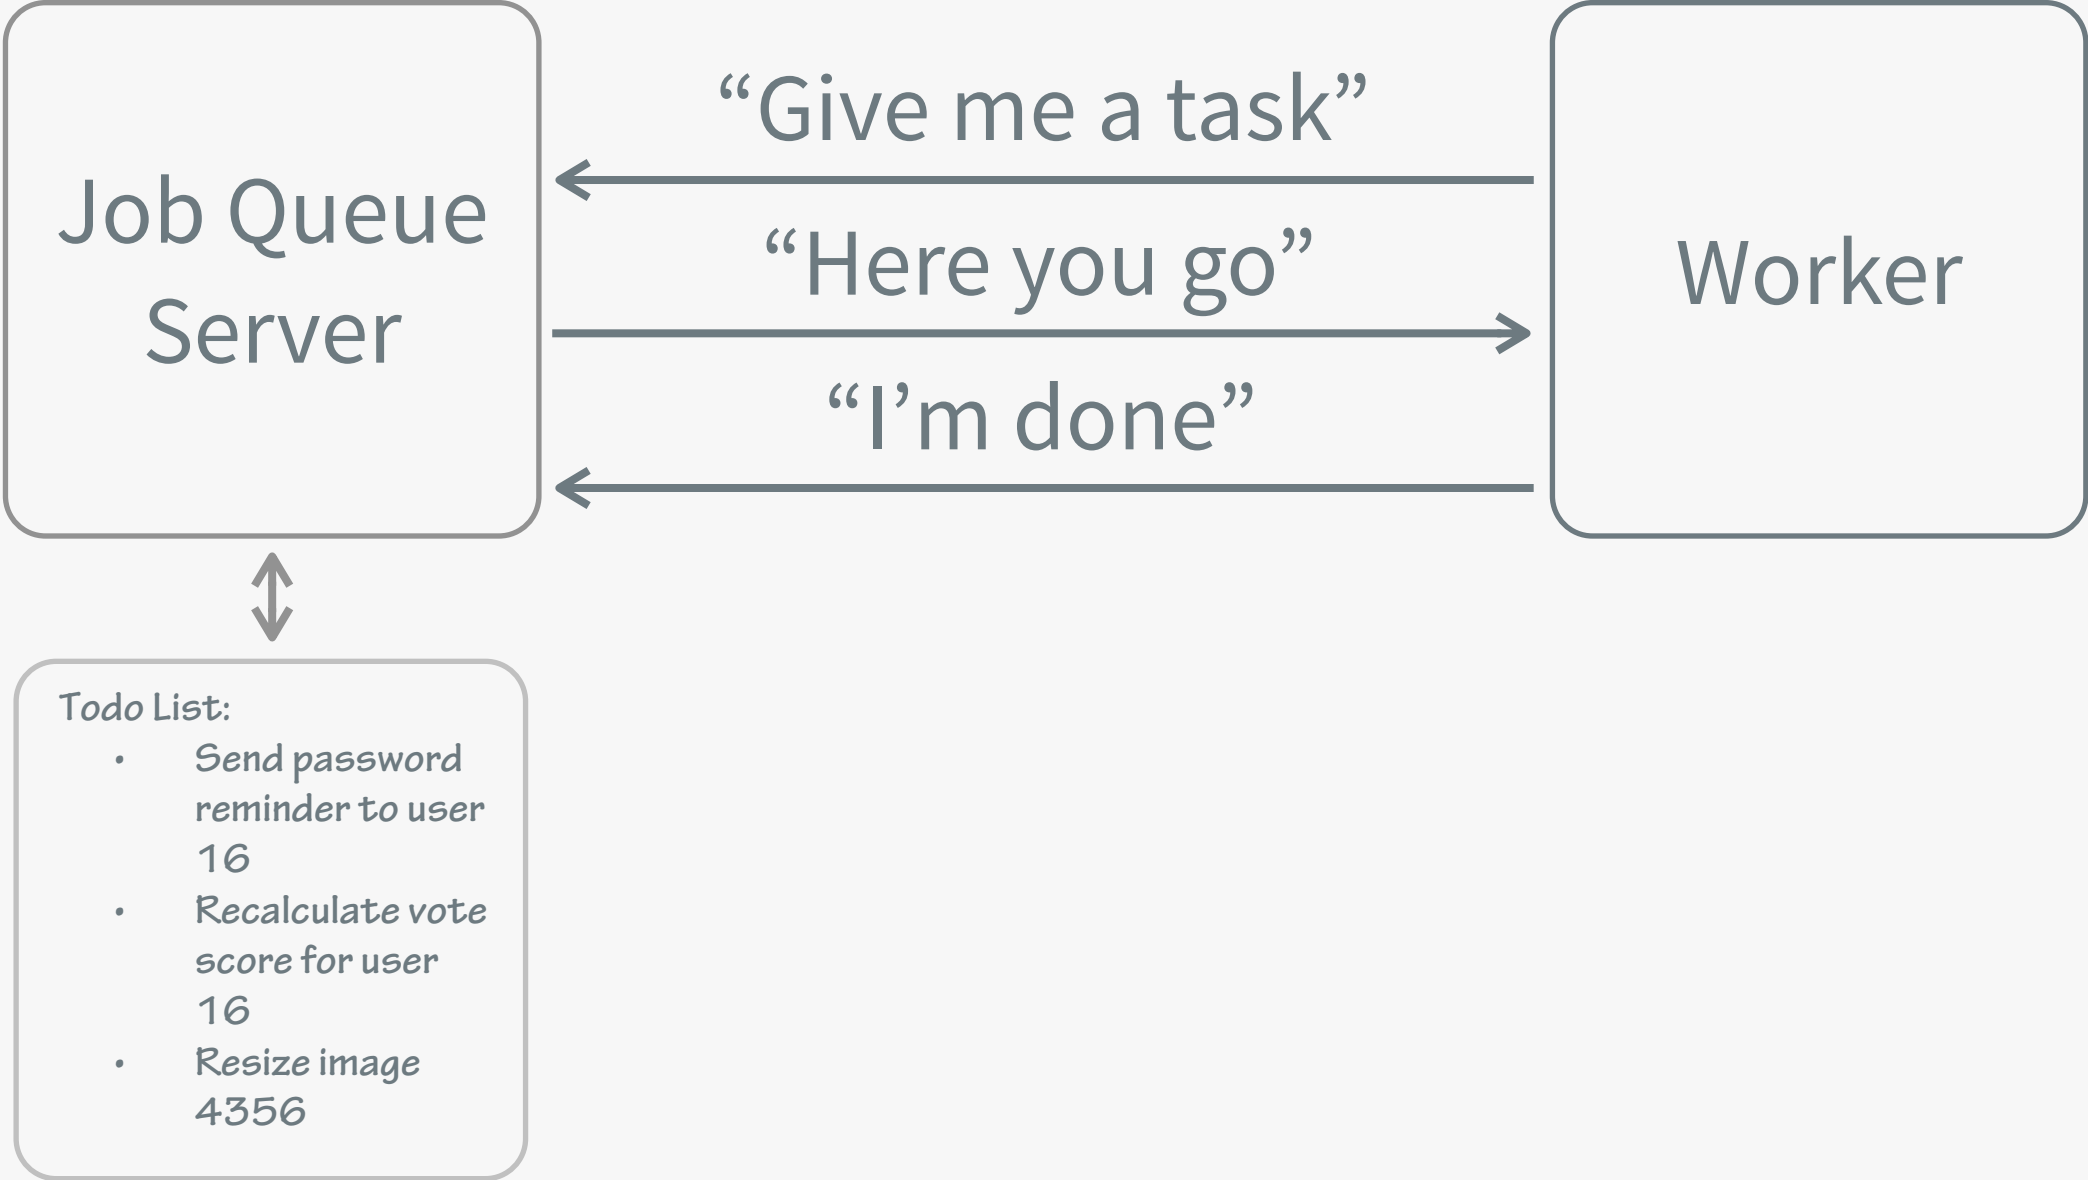 Job Queue
Server
“Give me a task”
“Here you go”
“I’m done”
Worker
Todo List:
• Send password
reminder to user
16
• Recalculate vote
score for user
16
• Resize image
4356